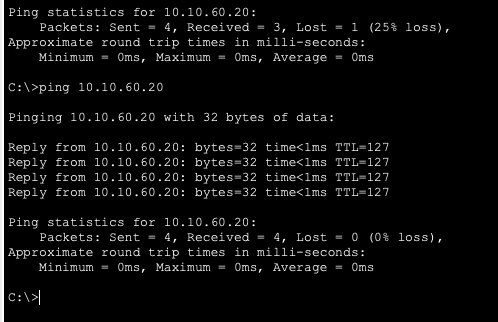 Ping statistics for 10.10.60.20:
    Packets: Sent = 4, Received = 3, Lost = 1 (25% loss),
Approximate round trip times in milli-seconds:
    Minimum = 0ms, Maximum = 0ms, Average = 0ms

C:\>ping 10.10.60.20

Pinging 10.10.60.20 with 32 bytes of data:

Reply from 10.10.60.20: bytes=32 time<1ms TTL=127
Reply from 10.10.60.20: bytes=32 time<1ms TTL=127
Reply from 10.10.60.20: bytes=32 time<1ms TTL=127
Reply from 10.10.60.20: bytes=32 time<1ms TTL=127

Ping statistics for 10.10.60.20:
    Packets: Sent = 4, Received = 4, Lost = 0 (0% loss),
Approximate round trip times in milli-seconds:
    Minimum = 0ms, Maximum = 0ms, Average = 0ms

C:\>